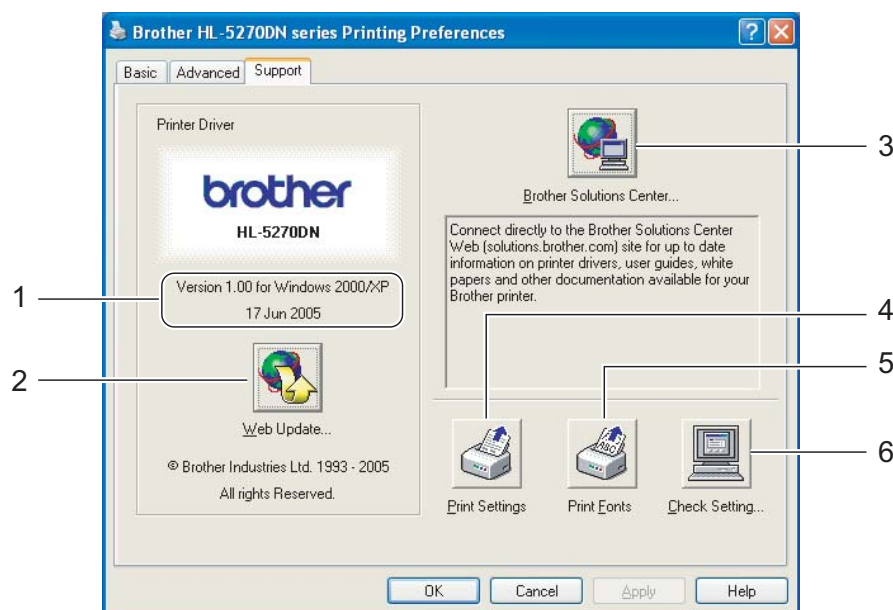 Brother HL-5270DN series Printing Preferences
Basic Advanced Support
Printer Driver
brother
HL-5270DN
Version 1.00 for Windows 2000/XP
17 Jun 2005
Web Update...
© Brother Industries Ltd. 1993 - 2005
All rights Reserved.
Brother Solutions Center...
Connect directly to the Brother Solutions Center
Web (solutions.brother.com) site for up to date
information on printer drivers, user guides, white
papers and other documentation available for your
Brother printer.
Print Settings
Print Fonts
Check Setting...
OK Cancel Apply Help
1
2
3
4
5
6